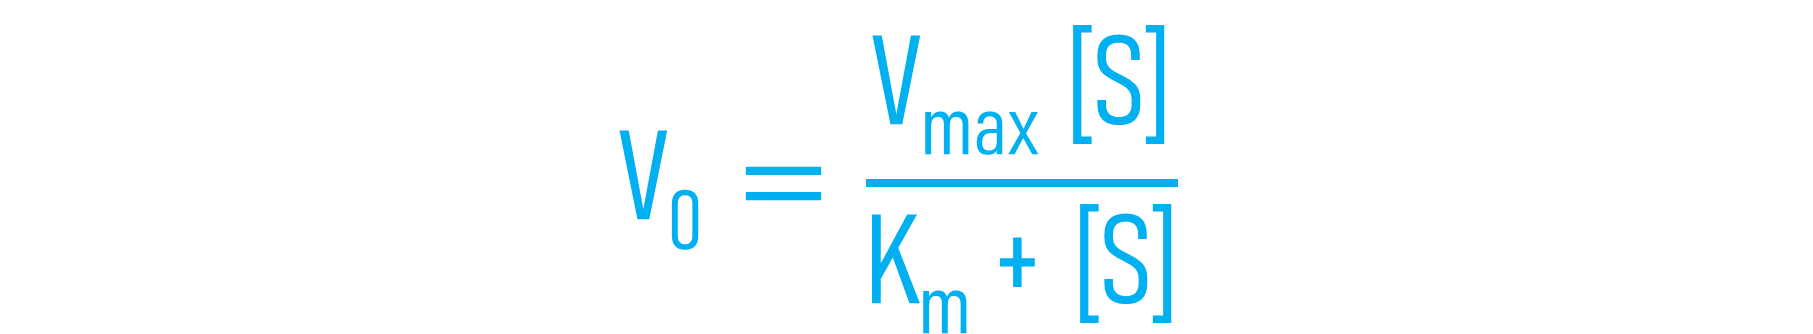 V₀ = Vₘₐₓ [S] / Kₘ + [S]